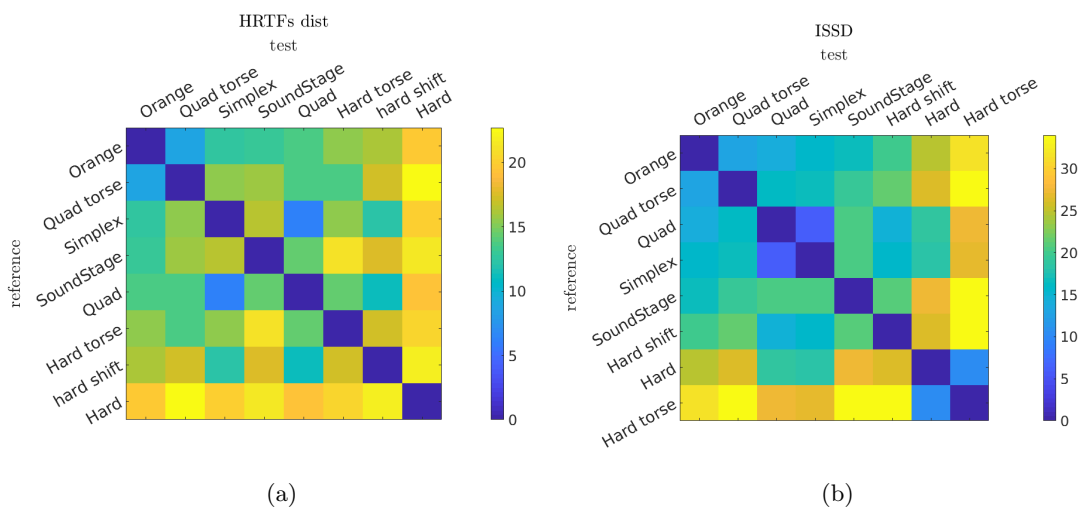 HRTFs dist
test
Orange
Quad torse
Simplex
SoundStage
Quad
Hard torse
hard shift
Hard
reference
Orange
Quad torse
Simplex
SoundStage
Quad
Hard torse
hard shift
Hard
20
15
10
5
0
(a)
ISSD
test
Orange
Quad torse
Quad
Simplex
SoundStage
Hard shift
Hard
Hard torse
reference
Orange
Quad torse
Quad
Simplex
SoundStage
Hard shift
Hard
Hard torse
30
25
20
15
10
5
0
(b)